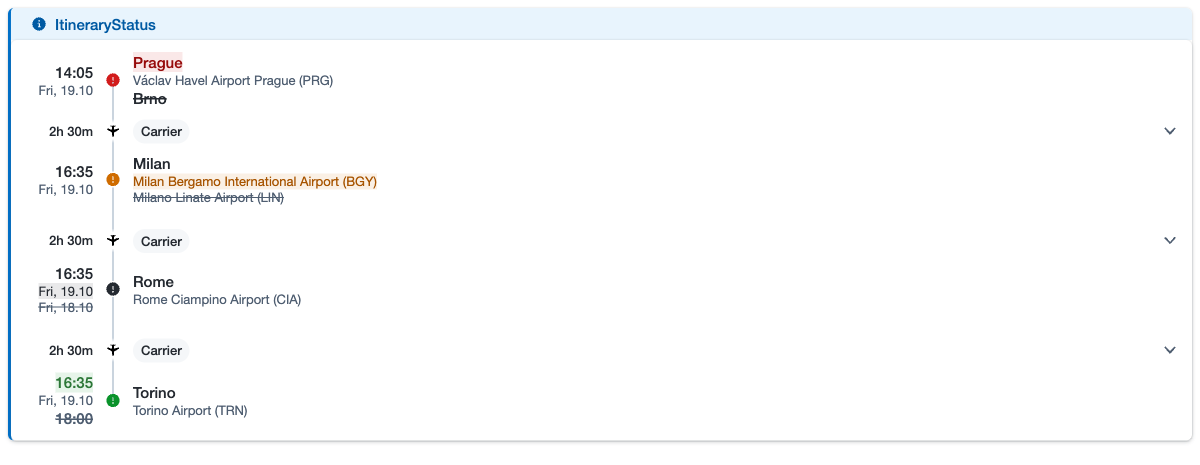 ItineraryStatus
14:05
Fri, 19.10
Prague
Václav Havel Airport Prague (PRG)
Brno
2h 30m
Carrier
16:35
Fri, 19.10
Milan
Milan Bergamo International Airport (BGY)
Milano Linate Airport (LIN)
2h 30m
Carrier
16:35
Fri, 19.10
Fri, 18.10
Rome
Rome Ciampino Airport (CIA)
2h 30m
Carrier
16:35
Fri, 19.10
18:00
Torino
Torino Airport (TRN)